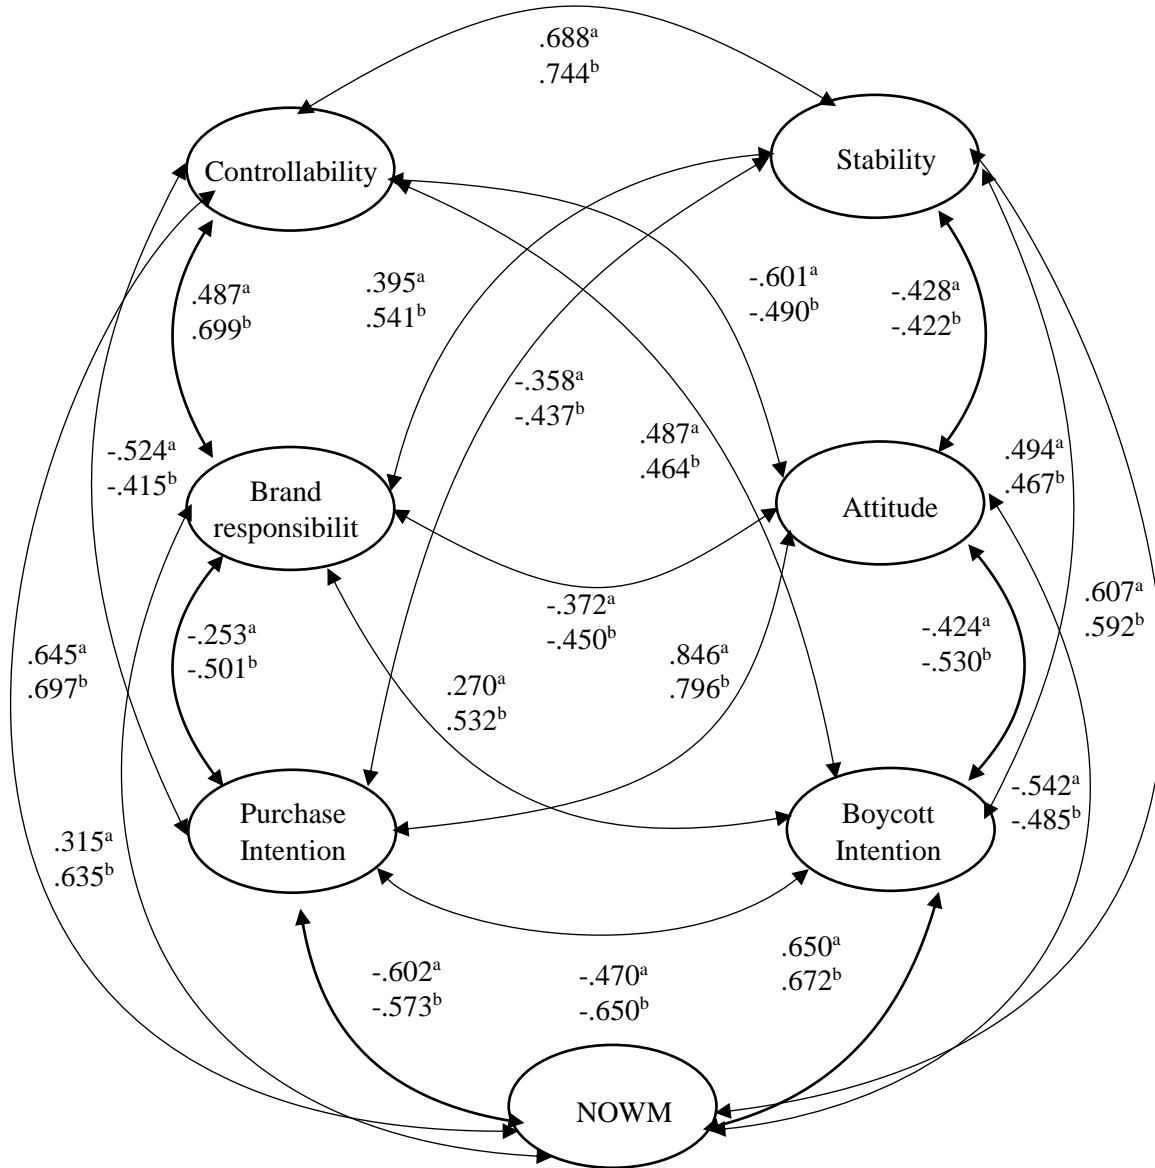 .688ᵃ
.744ᵇ
Controllability
Stability
.487ᵃ
.699ᵇ
.395ᵃ
.541ᵇ
-.601ᵃ
-.490ᵇ
-.428ᵃ
-.422ᵇ
-.358ᵃ
-.437ᵇ
-.524ᵃ
-.415ᵇ
.487ᵃ
.464ᵇ
.494ᵃ
.467ᵇ
Brand
responsibilit
Attitude
-.372ᵃ
-.450ᵇ
.607ᵃ
.592ᵇ
-.253ᵃ
-.501ᵇ
-.424ᵃ
-.530ᵇ
.645ᵃ
.697ᵇ
.270ᵃ
.532ᵇ
.846ᵃ
.796ᵇ
-.542ᵃ
-.485ᵇ
Purchase
Intention
Boycott
Intention
.315ᵃ
.635ᵇ
-.602ᵃ
-.573ᵇ
-.470ᵃ
-.650ᵇ
.650ᵃ
.672ᵇ
NOWM